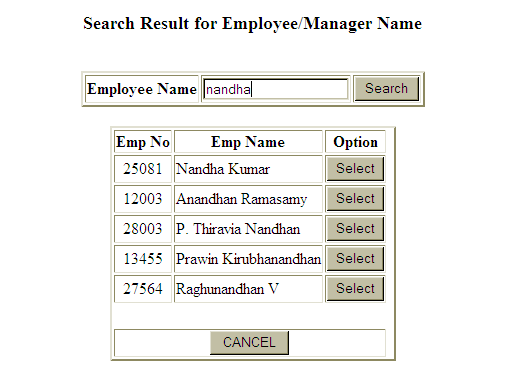 Search Result for Employee/Manager Name
Employee Name nandha Search
Emp No Emp Name Option
25081 Nandha Kumar Select
12003 Anandhan Ramasamy Select
28003 P. Thiravia Nandhan Select
13455 Prawin Kirubhanandhan Select
27564 Raghunandhan V Select
CANCEL